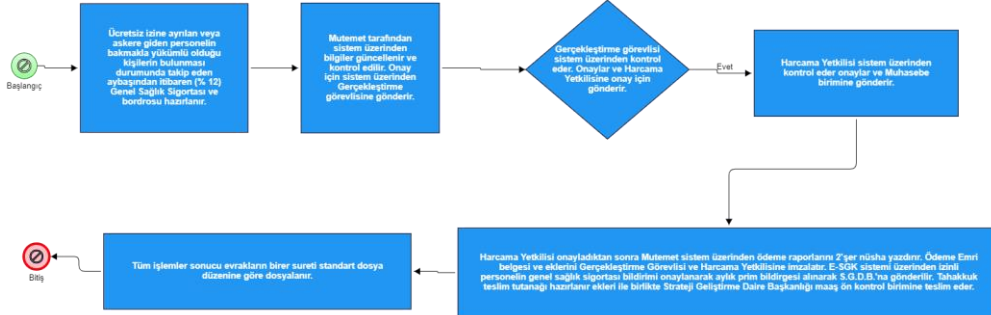 Başlangıç
Ücretsiz izine ayrılan veya
askere giden personelin
bakmakla yükümlü olduğu
kişilerin bulunması
durumunda takip eden
aybaşından itibaren (% 12)
Genel Sağlık Sigortası ve
bordrosu hazırlanır.
Mutemet tarafından
sistem üzerinden
bilgiler güncellenir ve
kontrol edilir. Onay
için sistem üzerinden
Gerçekleştirme
görevlisine gönderir.
Gerçekleştirme görevlisi
sistem üzerinden kontrol
eder. Onaylar ve Harcama
Yetkilisine onay için
gönderir.
Evet
Harcama Yetkilisi sistem üzerinden
kontrol eder onaylar ve Muhasebe
birimine gönderir.
Harcama Yetkilisi onayladıktan sonra Mutemet sistem üzerinden ödeme raporlarını 2'şer nüsha yazdırır. Ödeme Emri
belgesi ve eklerini Gerçekleştirme Görevlisi ve Harcama Yetkilisine imzalatır. E-SGK sistemi üzerinden izinli
personelin genel sağlık sigortası bildirimi onaylanarak aylık prim bildirgesi alınarak S.G.D.B.'na gönderilir. Tahakkuk
teslim tutanağı hazırlanır ekleri ile birlikte Strateji Geliştirme Daire Başkanlığı maaş ön kontrol birimine teslim eder.
Tüm işlemler sonucu evrakların birer sureti standart dosya
düzenine göre dosyalanır.
Bitiş